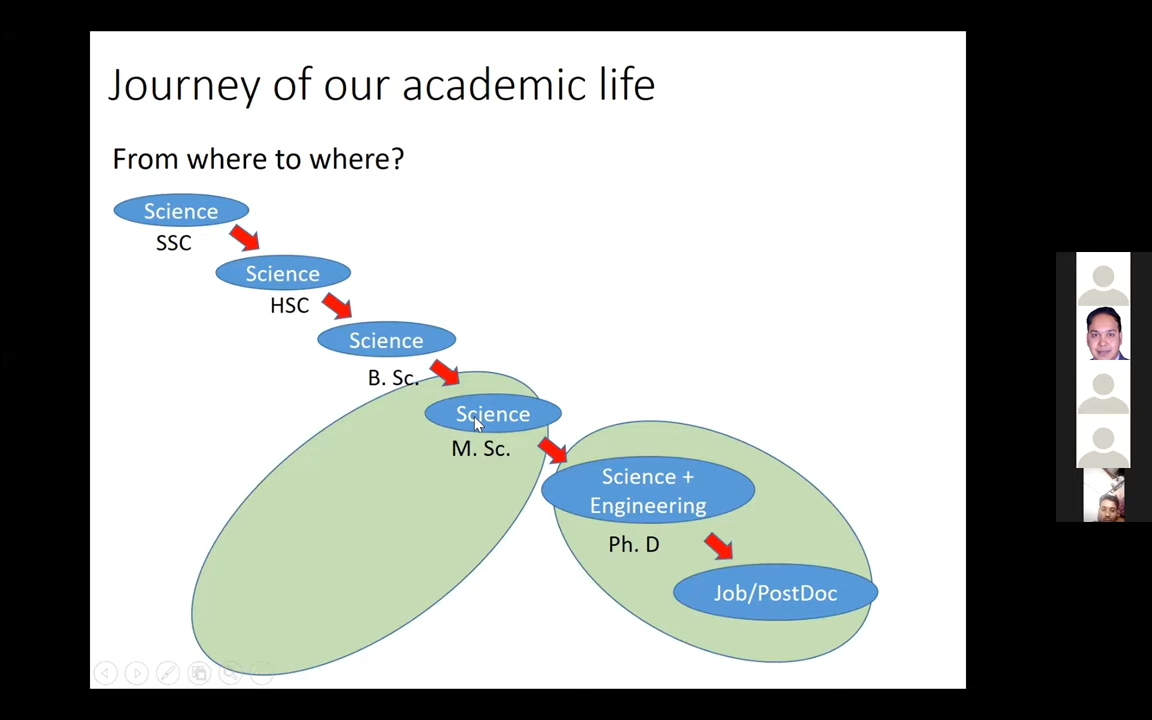 Journey of our academic life
From where to where?
Science
SSC
Science
HSC
Science
B. Sc.
Science
M. Sc.
Science +
Engineering
Ph. D
Job/PostDoc